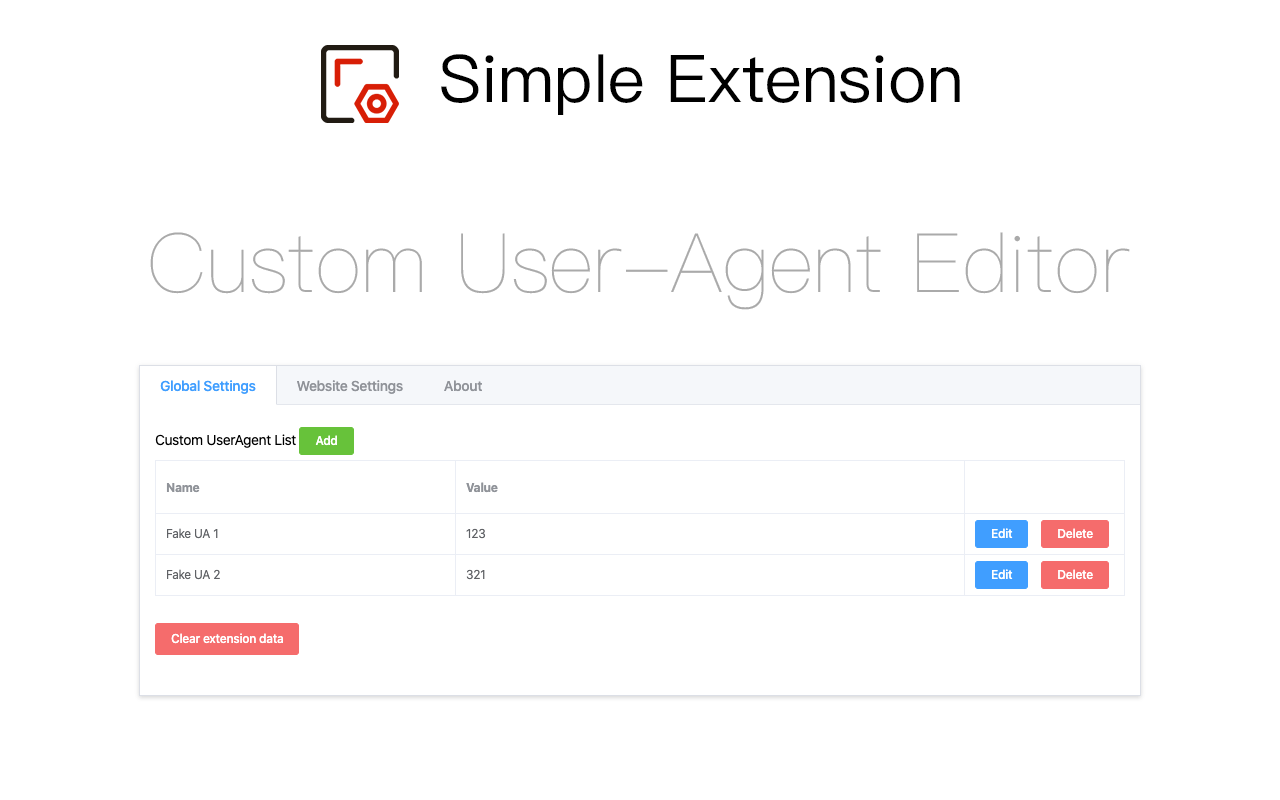 Simple Extension
Custom User-Agent Editor
Global Settings Website Settings About
Custom UserAgent List Add
Name Value
Fake UA 1 123 Edit Delete
Fake UA 2 321 Edit Delete
Clear extension data